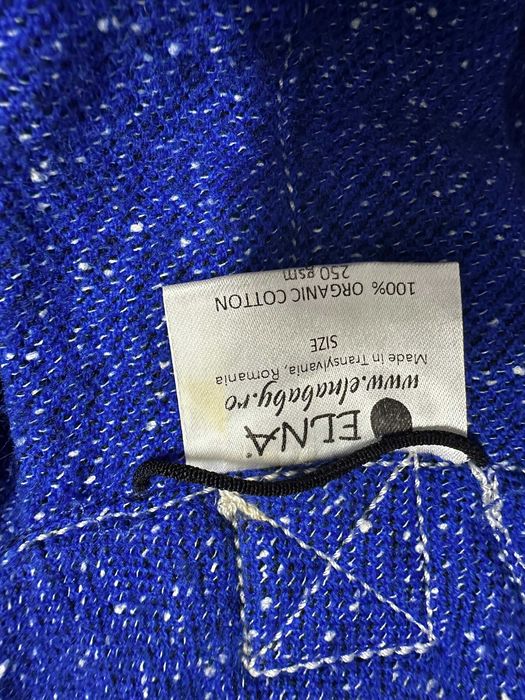 ELNA
www.elnababy.ro
Made in Transylvania, Romania
SIZE
100% ORGANIC COTTON
250 gsm